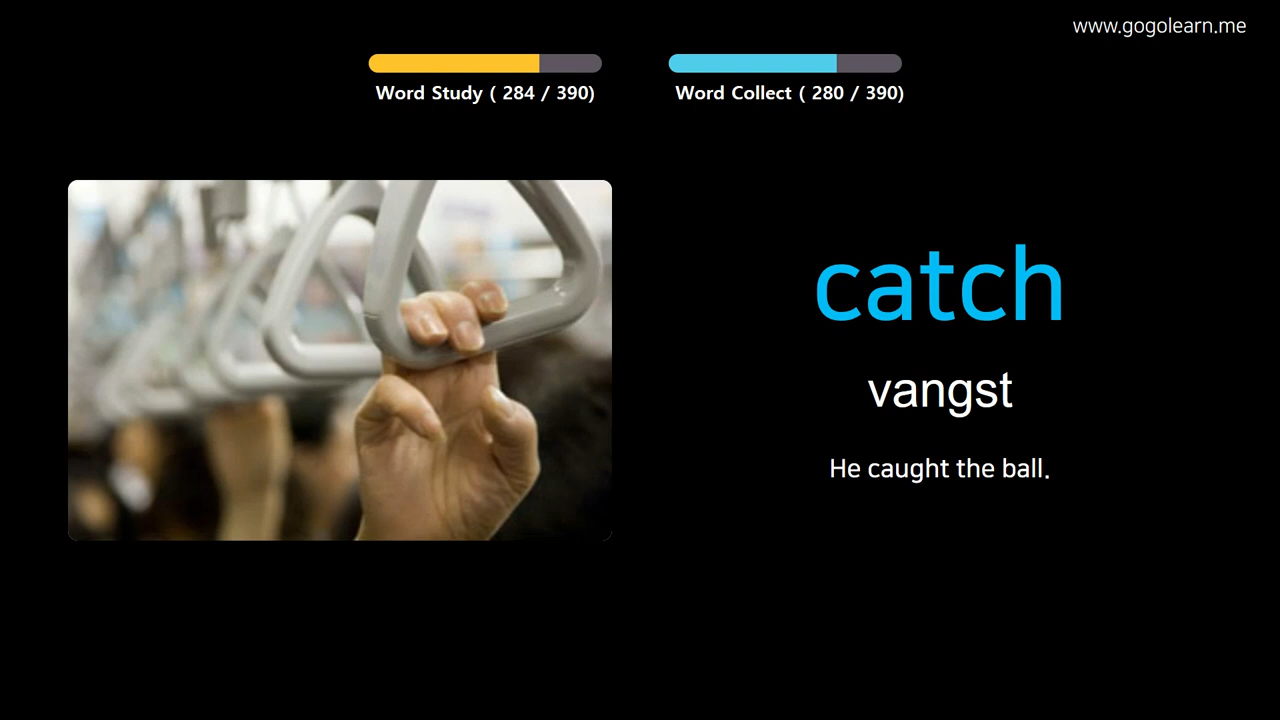 www.gogolearn.me
Word Study ( 284 / 390)
Word Collect ( 280 / 390)
catch
vangst
He caught the ball.